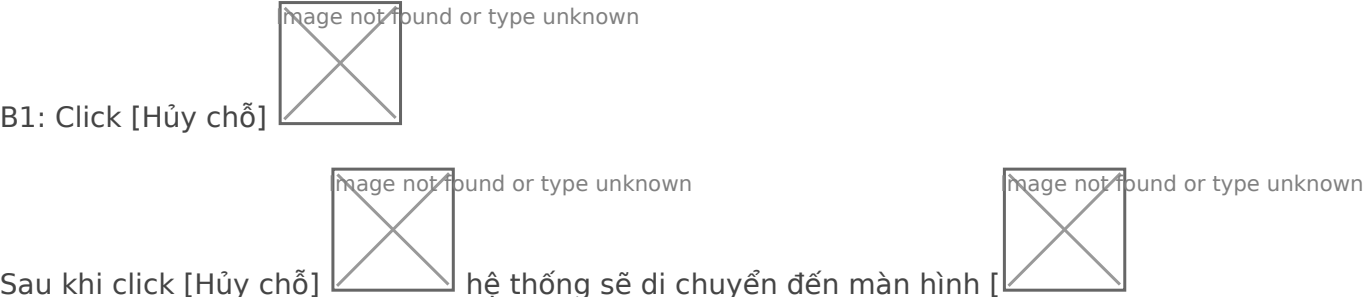 Image not found or type unknown
B1: Click [Hủy chỗ]
Image not found or type unknown Image not found or type unknown
Sau khi click [Hủy chỗ] hệ thống sẽ di chuyển đến màn hình [